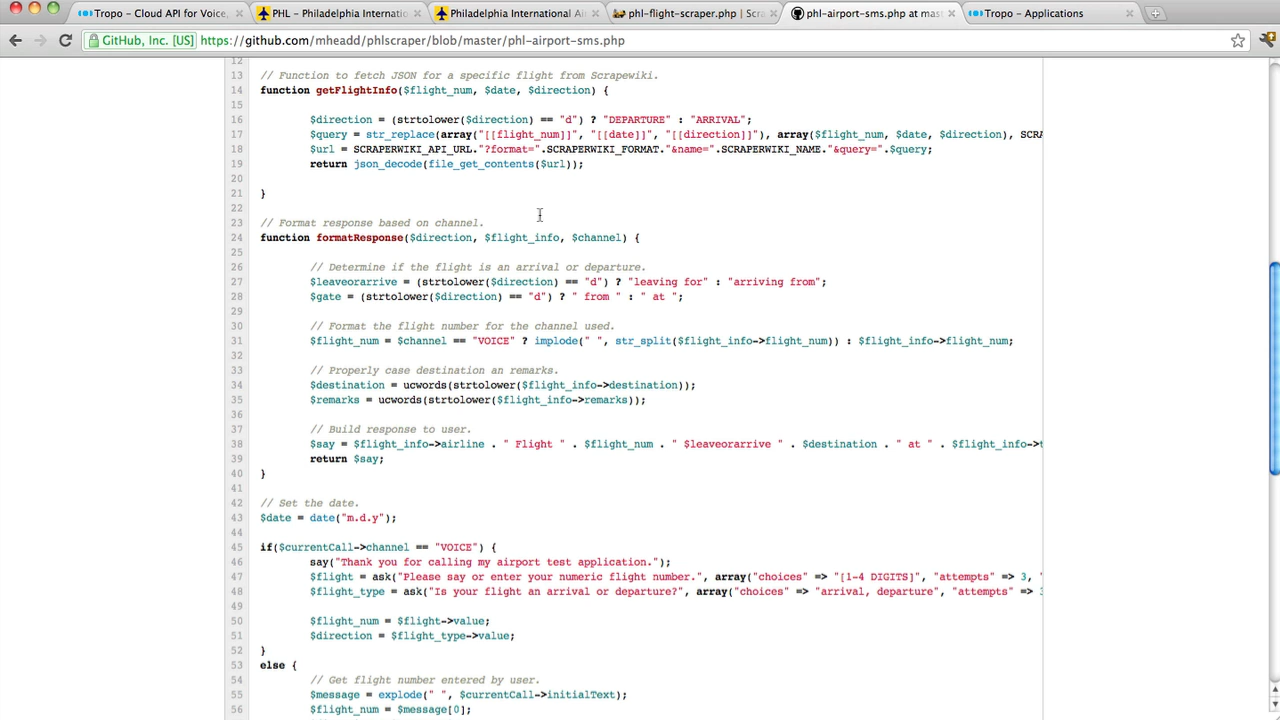 Tropo - Cloud API for Voice,
PHL - Philadelphia Internatio
Philadelphia International Ai
phl-flight-scraper.php | Scra
phl-airport-sms.php at mast
Tropo - Applications
GitHub, Inc. [US] https://github.com/mheadd/phlscraper/blob/master/phl-airport-sms.php
12
13 // Function to fetch JSON for a specific flight from Scrapewiki.
14 function getFlightInfo($flight_num, $date, $direction) {
15
16 $direction = (strtolower($direction) == "d") ? "DEPARTURE" : "ARRIVAL";
17 $query = str_replace(array("[[flight_num]]", "[[date]]", "[[direction]]"), array($flight_num, $date, $direction), SCRA
18 $url = SCRAPERWIKI_API_URL."?format=".SCRAPERWIKI_FORMAT."&name=".SCRAPERWIKI_NAME."&query=".$query;
19 return json_decode(file_get_contents($url));
20
21 }
22
23 // Format response based on channel.
24 function formatResponse($direction, $flight_info, $channel) {
25
26 // Determine if the flight is an arrival or departure.
27 $leaveorarrive = (strtolower($direction) == "d") ? "leaving for" : "arriving from";
28 $gate = (strtolower($direction) == "d") ? " from " : " at ";
29
30 // Format the flight number for the channel used.
31 $flight_num = $channel == "VOICE" ? implode(" ", str_split($flight_info->flight_num)) : $flight_info->flight_num;
32
33 // Properly case destination an remarks.
34 $destination = ucwords(strtolower($flight_info->destination));
35 $remarks = ucwords(strtolower($flight_info->remarks));
36
37 // Build response to user.
38 $say = $flight_info->airline . " Flight " . $flight_num . " $leaveorarrive " . $destination . " at " . $flight_info->t
39 return $say;
40 }
41
42 // Set the date.
43 $date = date("m.d.y");
44
45 if($currentCall->channel == "VOICE") {
46 say("Thank you for calling my airport test application.");
47 $flight = ask("Please say or enter your numeric flight number.", array("choices" => "[1-4 DIGITS]", "attempts" => 3, "
48 $flight_type = ask("Is your flight an arrival or departure?", array("choices" => "arrival, departure", "attempts" => 3
49
50 $flight_num = $flight->value;
51 $direction = $flight_type->value;
52 }
53 else {
54 // Get flight number entered by user.
55 $message = explode(" ", $currentCall->initialText);
56 $flight_num = $message[0];